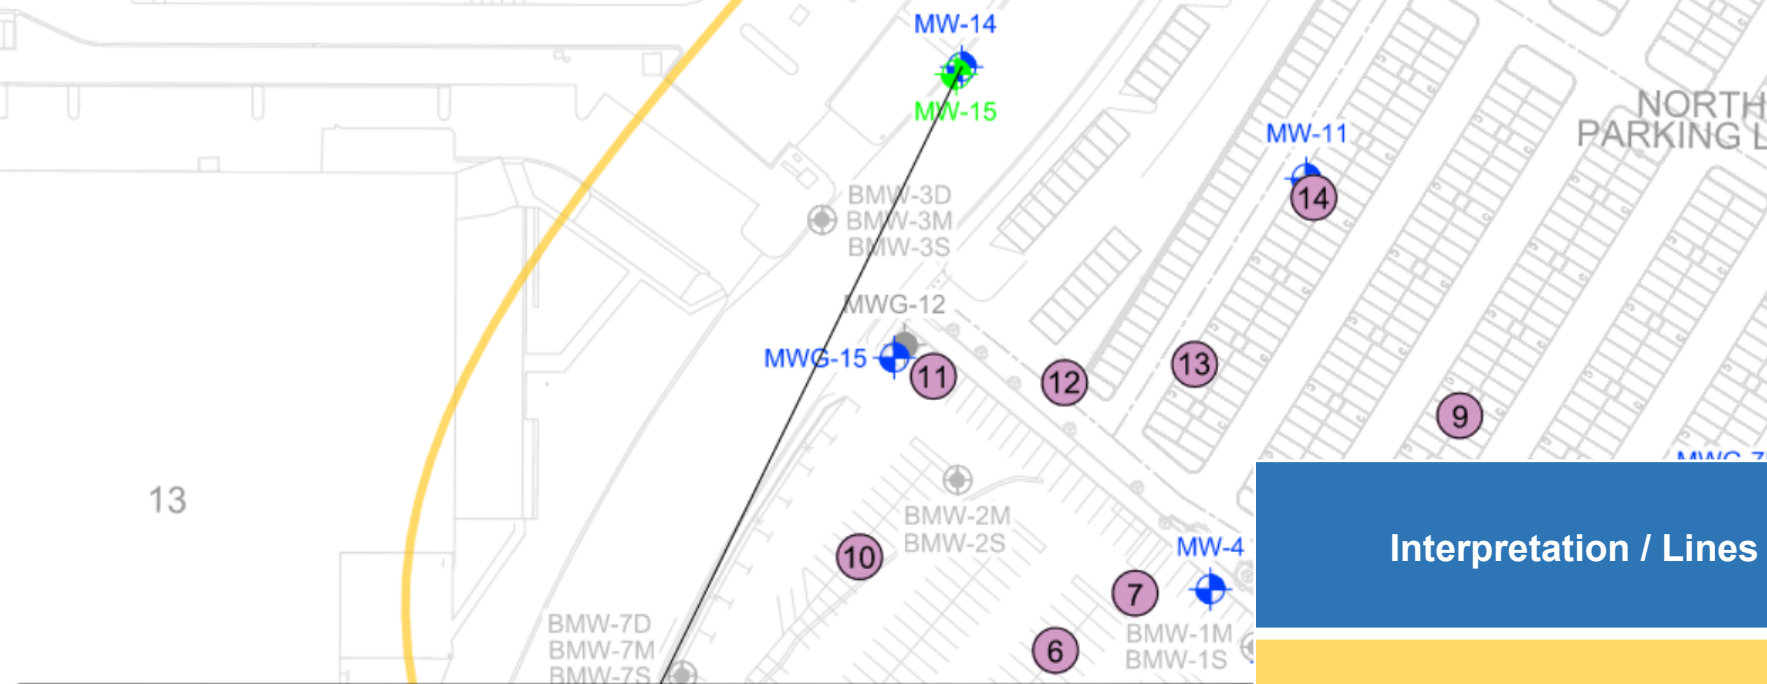 MW-14
MW-15
MW-11
NORTH
PARKING L
14
BMW-3D
BMW-3M
BMW-3S
MWG-12
MWG-15
11
12
13
9
13
BMW-2M
BMW-2S
10
MW-4
7
6
BMW-1M
BMW-1S
BMW-7D
BMW-7M
BMW-7S
Interpretation / Lines